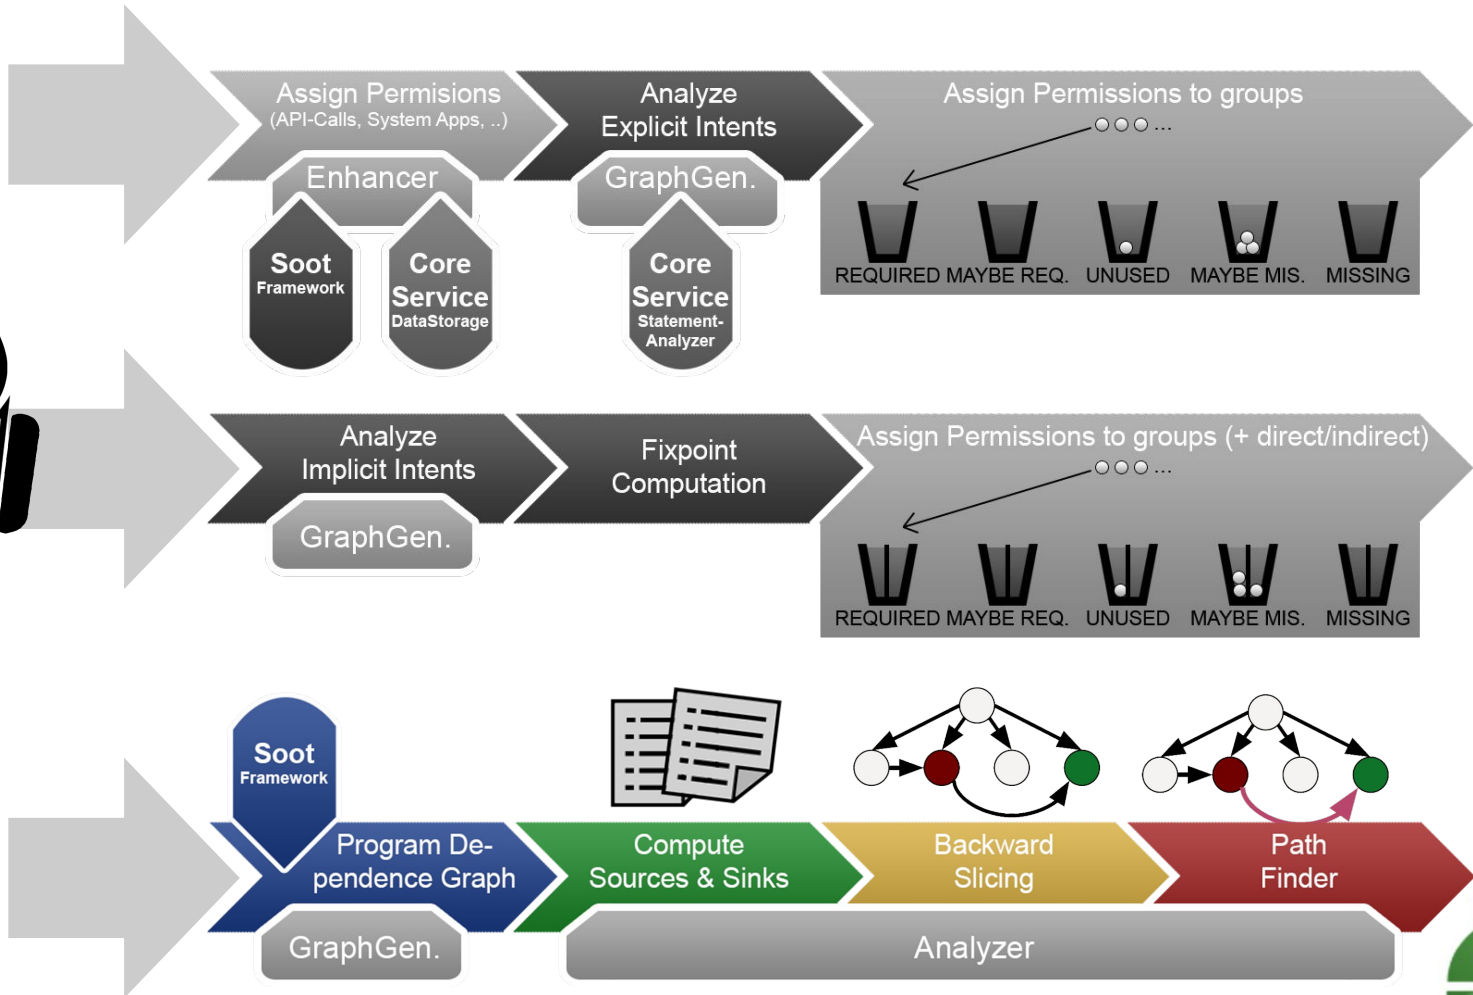 Assign Permisions
(API-Calls, System Apps, ..)
Analyze
Explicit Intents
Assign Permissions to groups
...
Enhancer
GraphGen.
Soot
Framework
Core
Service
DataStorage
Core
Service
Statement-
Analyzer
REQUIRED MAYBE REQ. UNUSED MAYBE MIS. MISSING
Analyze
Implicit Intents
Fixpoint
Computation
Assign Permissions to groups (+ direct/indirect)
...
GraphGen.
REQUIRED MAYBE REQ. UNUSED MAYBE MIS. MISSING
Soot
Framework
Program De-
pendence Graph
Compute
Sources & Sinks
Backward
Slicing
Path
Finder
GraphGen.
Analyzer